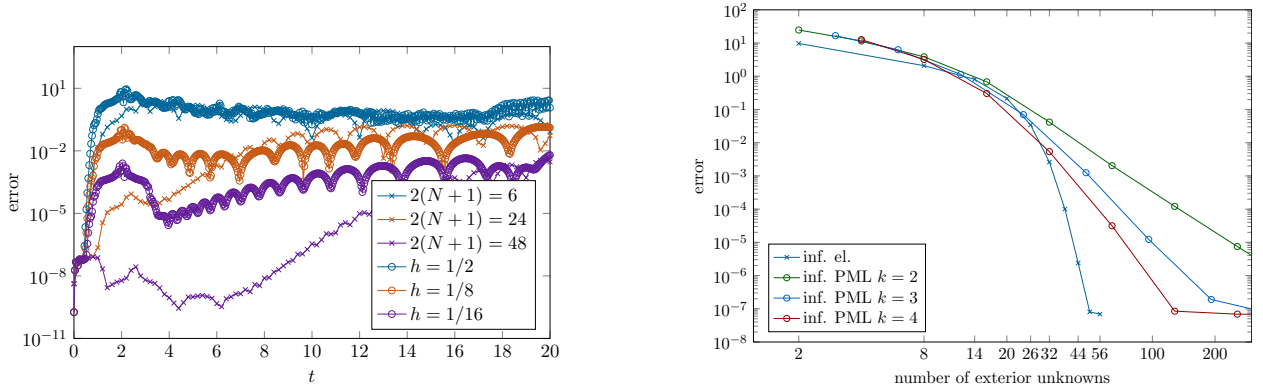 10^1
10^−2
10^−5
10^−8
10^−11
error
0 2 4 6 8 10 12 14 16 18 20
t
2(N + 1) = 6
2(N + 1) = 24
2(N + 1) = 48
h = 1/2
h = 1/8
h = 1/16
10^2
10^1
10^0
10^−1
10^−2
10^−3
10^−4
10^−5
10^−6
10^−7
10^−8
error
2 8 14 20 26 32 44 56 100 200
number of exterior unknowns
inf. el.
inf. PML k = 2
inf. PML k = 3
inf. PML k = 4